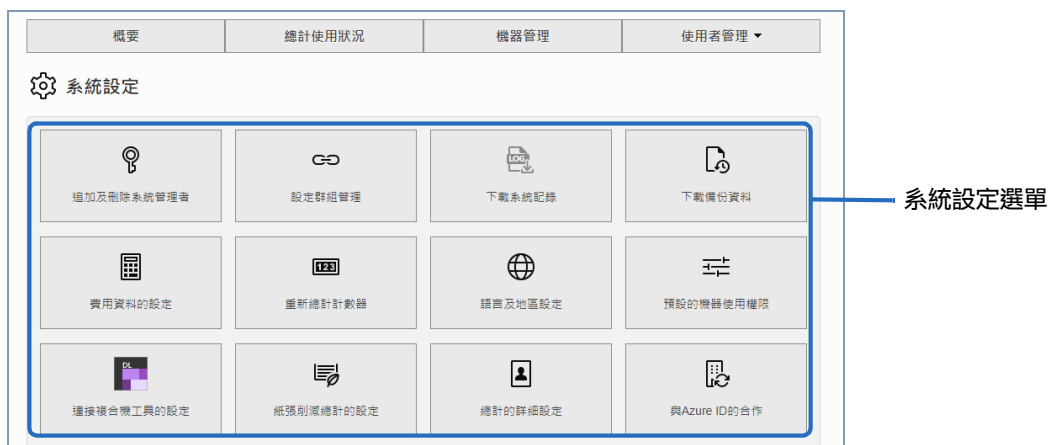 概要 總計使用狀況 機器管理 使用者管理
系統設定
追加及刪除系統管理者 設定群組管理 LOG 下載系統記錄 下載備份資料
系統設定選單
費用資料的設定 123 重新總計計數器 語言及地區設定 預設的機器使用權限
DL 連接複合機工具的設定 紙張削減總計的設定 總計的詳細設定 與Azure ID的合作